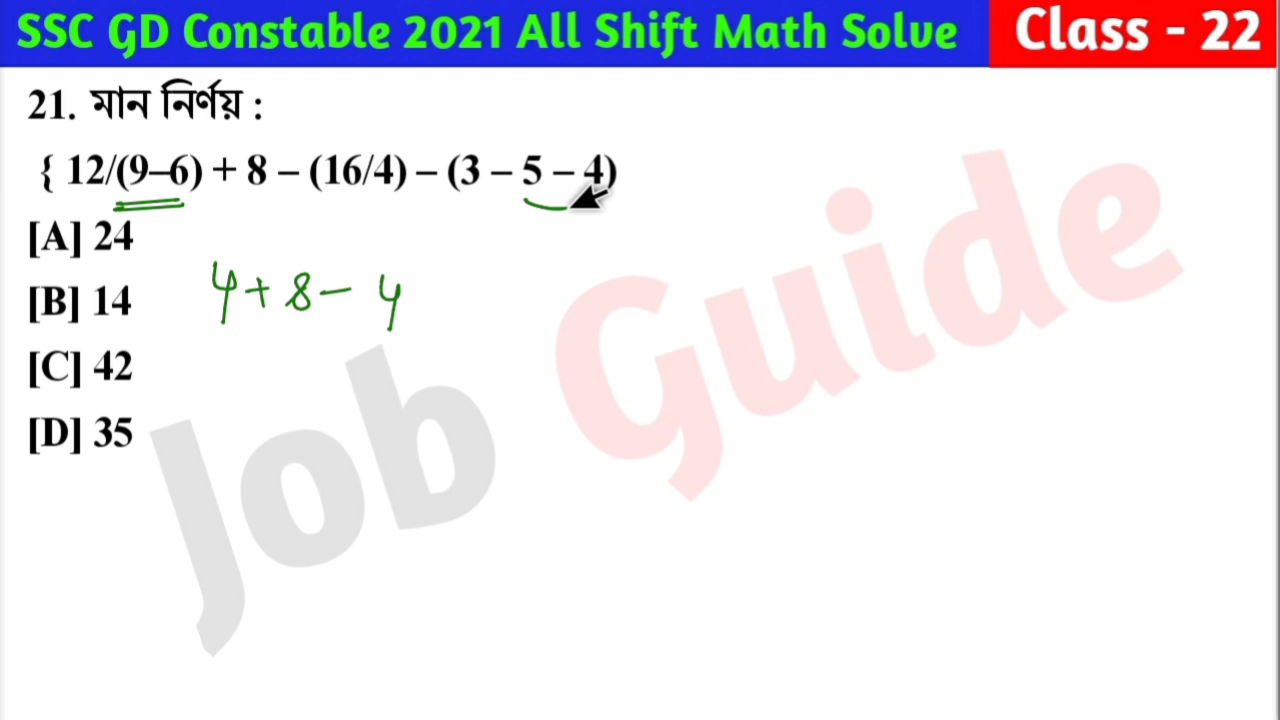 SSC GD Constable 2021 All Shift Math Solve Class - 22
21. মান নির্ণয় :
{ 12/(9–6) + 8 – (16/4) – (3 – 5 – 4)
[A] 24
[B] 14
4 + 8 - 4
[C] 42
[D] 35
Job Guide